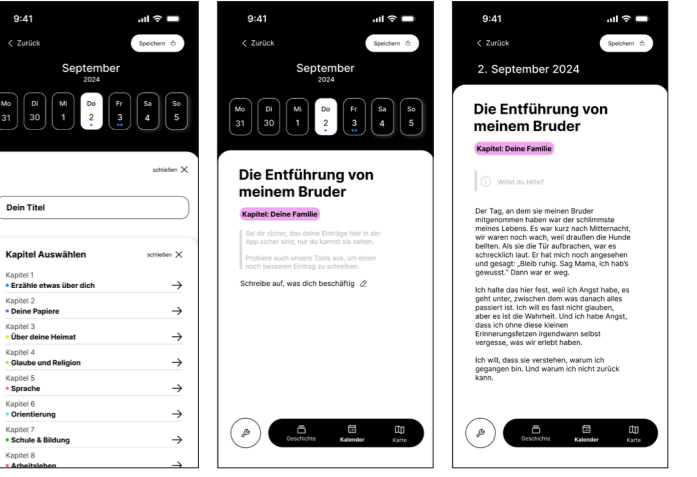 9:41
Zurück
Speichern
September
2024
Mo Di Mi Do Fr Sa So
31 30 1 2 3 4 5
schließen
Dein Titel
Kapitel Auswählen schließen
Kapitel 1
Erzähle etwas über dich
Kapitel 2
Deine Papiere
Kapitel 3
Über deine Heimat
Kapitel 4
Glaube und Religion
Kapitel 5
Sprache
Kapitel 6
Orientierung
Kapitel 7
Schule & Bildung
Kapitel 8
Arbeitsleben
9:41
Zurück
Speichern
September
2024
Mo Di Mi Do Fr Sa So
31 30 1 2 3 4 5
Die Entführung von
meinem Bruder
Kapitel: Deine Familie
Sei dir sicher, das deine Einträge hier in der
App sicher sind, nur du kannst sie sehen.
Probiere auch unsere Tools aus, um einen
noch besseren Eintrag zu schreiben.
Schreibe auf, was dich beschäftig
Geschichte Kalender Karte
9:41
Zurück
Speichern
2. September 2024
Die Entführung von
meinem Bruder
Kapitel: Deine Familie
Willst du Hilfe?
Der Tag, an dem sie meinen Bruder
mitgenommen haben war der schlimmste
meines Lebens. Es war kurz nach Mitternacht,
wir waren noch wach, weil draußen die Hunde
bellten. Als sie die Tür aufbrachen, war es
schrecklich laut. Er hat mich noch angesehen
und gesagt: „Bleib ruhig. Sag Mama, ich hab's
gewusst.“ Dann war er weg.
Ich halte das hier fest, weil ich Angst habe, es
geht unter, zwischen dem was danach alles
passiert ist. Ich will es fast nicht glauben,
aber es ist die Wahrheit. Und ich habe Angst,
dass ich ohne diese kleinen
Erinnerungsfetzen irgendwann selbst
vergesse, was wir erlebt haben.
Ich will, dass sie verstehen, warum ich
gegangen bin. Und warum ich nicht zurück
kann.
Geschichte Kalender Karte